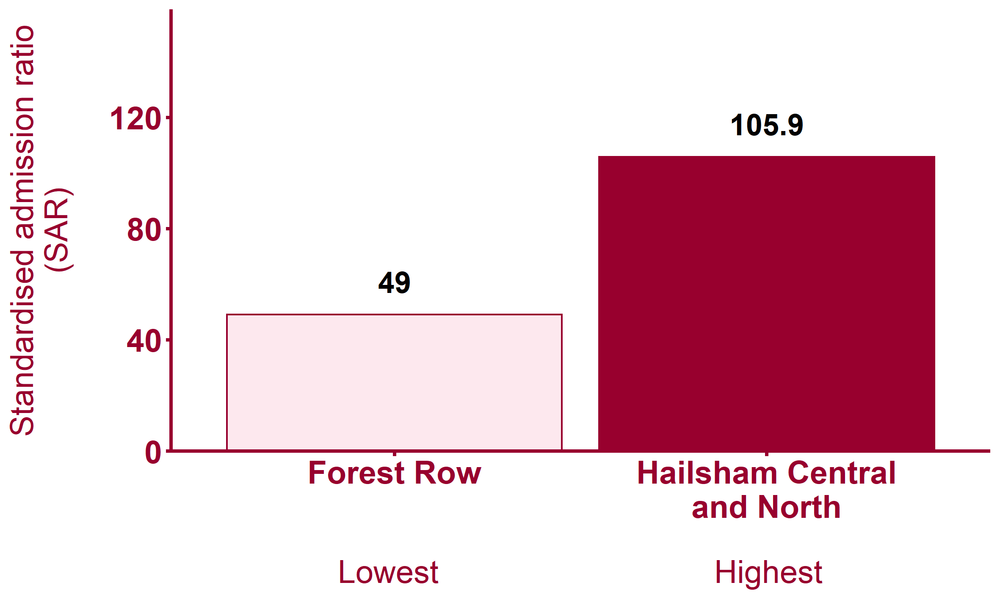 Standardised admission ratio
(SAR)
120
80
40
0
49
105.9
Forest Row
Hailsham Central
and North
Lowest
Highest